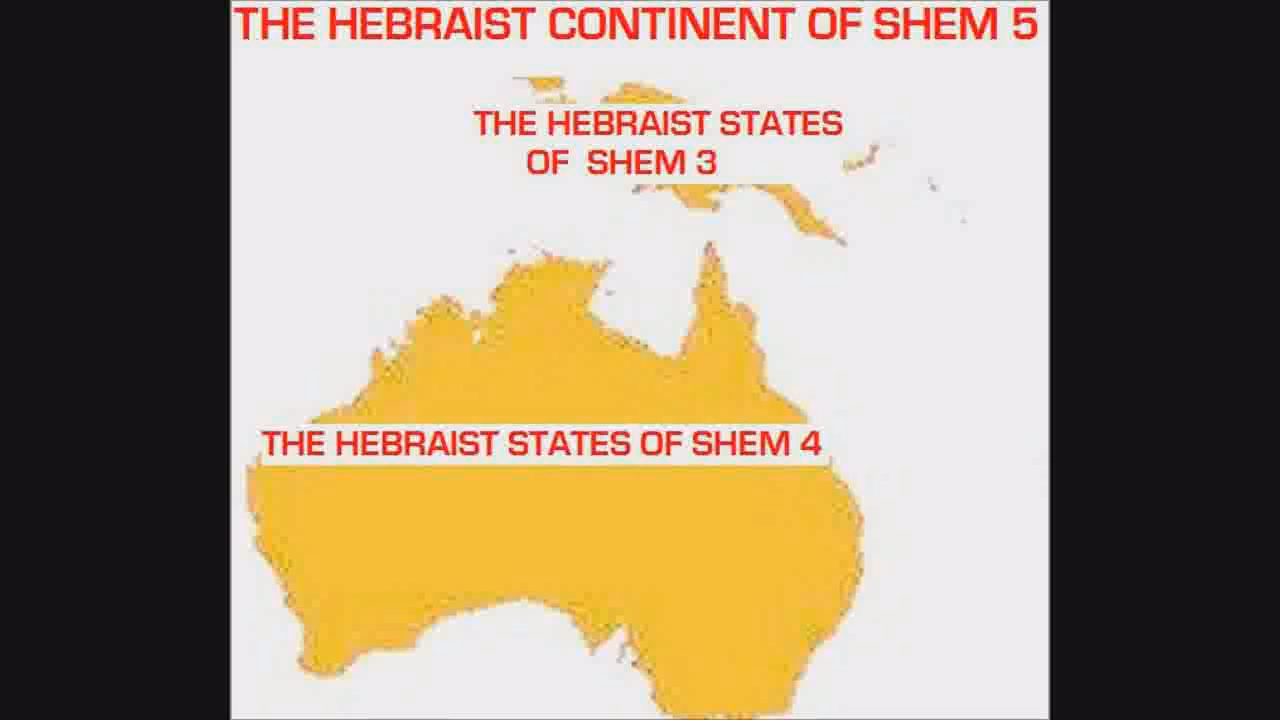 THE HEBRAIST CONTINENT OF SHEM 5
THE HEBRAIST STATES
OF SHEM 3
THE HEBRAIST STATES OF SHEM 4